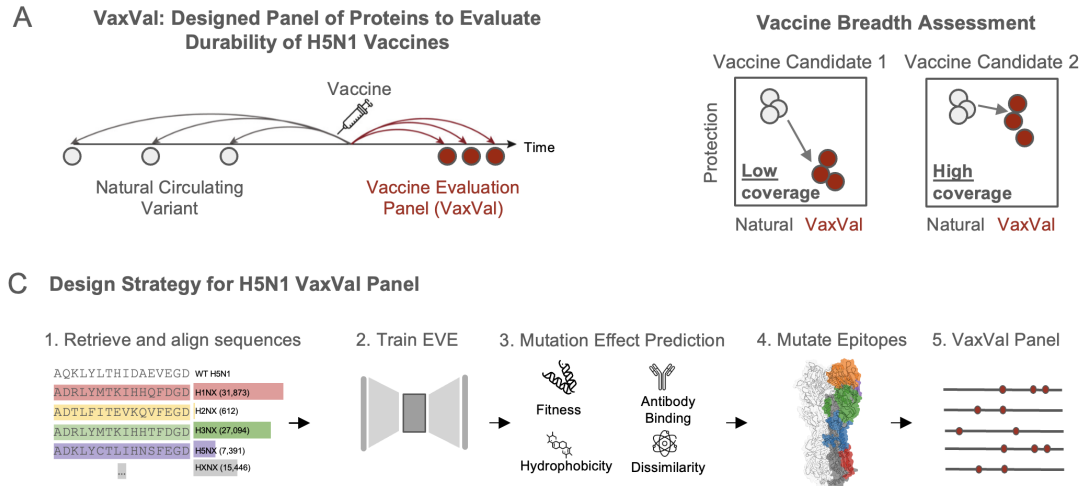 A
VaxVal: Designed Panel of Proteins to Evaluate
Durability of H5N1 Vaccines
Vaccine
Time
Natural Circulating
Variant
Vaccine Evaluation
Panel (VaxVal)
Vaccine Breadth Assessment
Vaccine Candidate 1
Vaccine Candidate 2
Protection
Low
coverage
High
coverage
Natural VaxVal
Natural VaxVal
C Design Strategy for H5N1 VaxVal Panel
1. Retrieve and align sequences
AQKLYLTHIDAEVEGD WT H5N1
ADRLYMTKIHHQFDGD H1NX (31,873)
ADTLFITEVKQVFEGD H2NX (612)
ADRLYMTKIHHTFDGD H3NX (27,094)
ADKLYCTLIHNSFEGD H5NX (7,391)
... HXNX (15,446)
2. Train EVE
3. Mutation Effect Prediction
Fitness
Antibody
Binding
Hydrophobicity
Dissimilarity
4. Mutate Epitopes
5. VaxVal Panel